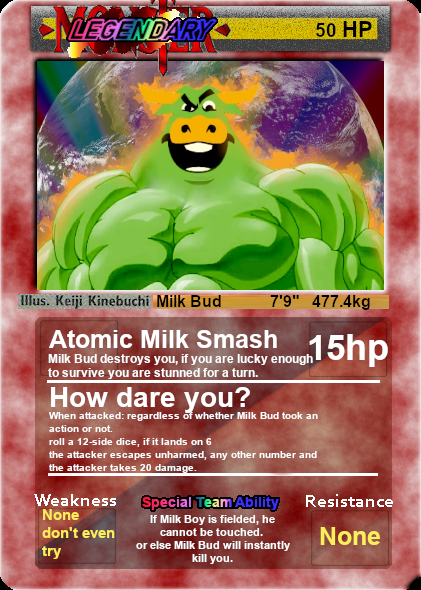 MONSTER
LEGENDARY
50 HP
Illus. Keiji Kinebuchi Milk Bud 7'9" 477.4kg
Atomic Milk Smash 15hp
Milk Bud destroys you, if you are lucky enough
to survive you are stunned for a turn.
How dare you?
When attacked: regardless of whether Milk Bud took an
action or not.
roll a 12-side dice, if it lands on 6
the attacker escapes unharmed, any other number and
the attacker takes 20 damage.
Weakness
None
don't even
try
Special Team Ability
If Milk Boy is fielded, he
cannot be touched.
or else Milk Bud will instantly
kill you.
Resistance
None